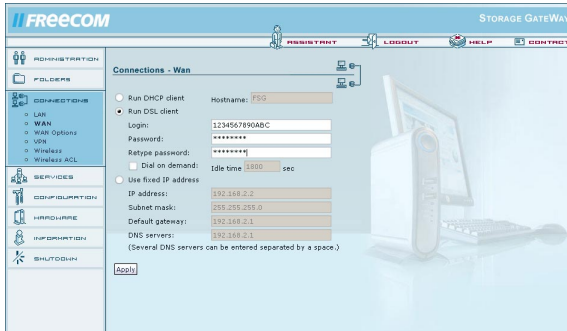 FREECOM
STORAGE GATEWAY
ASSISTANT
LOGOUT
HELP
CONTACT
ADMINISTRATION
FOLDERS
CONNECTIONS
LAN
WAN
WAN Options
VPN
Wireless
Wireless ACL
SERVICES
CONFIGURATION
HARDWARE
INFORMATION
SHUTDOWN
Connections - Wan
Run DHCP client Hostname: FSG
Run DSL client
Login: 1234567890ABC
Password: ********
Retype password: ********
Dial on demand: Idle time 1800 sec
Use fixed IP address
IP address: 192.168.2.2
Subnet mask: 255.255.255.0
Default gateway: 192.168.2.1
DNS servers: 192.168.2.1
(Several DNS servers can be entered separated by a space.)
Apply